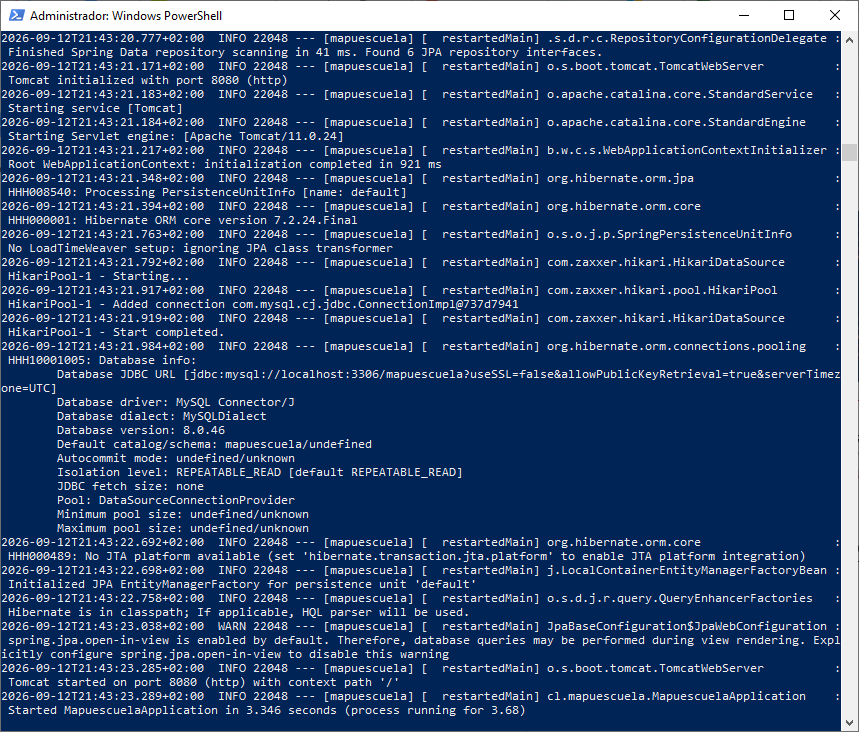 Administrador: Windows PowerShell
2026-09-12T21:43:20.777+02:00  INFO 22048 --- [mapuescuela] [  restartedMain] .s.d.r.c.RepositoryConfigurationDelegate :
 Finished Spring Data repository scanning in 41 ms. Found 6 JPA repository interfaces.
2026-09-12T21:43:21.171+02:00  INFO 22048 --- [mapuescuela] [  restartedMain] o.s.boot.tomcat.TomcatWebServer          :
 Tomcat initialized with port 8080 (http)
2026-09-12T21:43:21.183+02:00  INFO 22048 --- [mapuescuela] [  restartedMain] o.apache.catalina.core.StandardService   :
Starting service [Tomcat]
2026-09-12T21:43:21.184+02:00  INFO 22048 --- [mapuescuela] [  restartedMain] o.apache.catalina.core.StandardEngine    :
Starting Servlet engine: [Apache Tomcat/11.0.24]
2026-09-12T21:43:21.217+02:00  INFO 22048 --- [mapuescuela] [  restartedMain] b.w.c.s.WebApplicationContextInitializer :
Root WebApplicationContext: initialization completed in 921 ms
2026-09-12T21:43:21.348+02:00  INFO 22048 --- [mapuescuela] [  restartedMain] org.hibernate.orm.jpa                    :
 HHH008540: Processing PersistenceUnitInfo [name: default]
2026-09-12T21:43:21.394+02:00  INFO 22048 --- [mapuescuela] [  restartedMain] org.hibernate.orm.core                   :
 HHH000001: Hibernate ORM core version 7.2.24.Final
2026-09-12T21:43:21.763+02:00  INFO 22048 --- [mapuescuela] [  restartedMain] o.s.o.j.p.SpringPersistenceUnitInfo      :
No LoadTimeWeaver setup: ignoring JPA class transformer
2026-09-12T21:43:21.792+02:00  INFO 22048 --- [mapuescuela] [  restartedMain] com.zaxxer.hikari.HikariDataSource       :
HikariPool-1 - Starting...
2026-09-12T21:43:21.917+02:00  INFO 22048 --- [mapuescuela] [  restartedMain] com.zaxxer.hikari.pool.HikariPool        :
HikariPool-1 - Added connection com.mysql.cj.jdbc.ConnectionImpl@737d7941
2026-09-12T21:43:21.919+02:00  INFO 22048 --- [mapuescuela] [  restartedMain] com.zaxxer.hikari.HikariDataSource       :
HikariPool-1 - Start completed.
2026-09-12T21:43:21.984+02:00  INFO 22048 --- [mapuescuela] [  restartedMain] org.hibernate.orm.connections.pooling    :
 HHH10001005: Database info:
        Database JDBC URL [jdbc:mysql://localhost:3306/mapuescuela?useSSL=false&allowPublicKeyRetrieval=true&serverTimez
one=UTC]
        Database driver: MySQL Connector/J
        Database dialect: MySQLDialect
        Database version: 8.0.46
        Default catalog/schema: mapuescuela/undefined
        Autocommit mode: undefined/unknown
        Isolation level: REPEATABLE_READ [default REPEATABLE_READ]
        JDBC fetch size: none
        Pool: DataSourceConnectionProvider
        Minimum pool size: undefined/unknown
        Maximum pool size: undefined/unknown
2026-09-12T21:43:22.692+02:00  INFO 22048 --- [mapuescuela] [  restartedMain] org.hibernate.orm.core                   :
 HHH000489: No JTA platform available (set 'hibernate.transaction.jta.platform' to enable JTA platform integration)
2026-09-12T21:43:22.698+02:00  INFO 22048 --- [mapuescuela] [  restartedMain] j.LocalContainerEntityManagerFactoryBean :
 Initialized JPA EntityManagerFactory for persistence unit 'default'
2026-09-12T21:43:22.758+02:00  INFO 22048 --- [mapuescuela] [  restartedMain] o.s.d.j.r.query.QueryEnhancerFactories   :
 Hibernate is in classpath; If applicable, HQL parser will be used.
2026-09-12T21:43:23.038+02:00  WARN 22048 --- [mapuescuela] [  restartedMain] JpaBaseConfiguration$JpaWebConfiguration :
 spring.jpa.open-in-view is enabled by default. Therefore, database queries may be performed during view rendering. Expl
icitly configure spring.jpa.open-in-view to disable this warning
2026-09-12T21:43:23.285+02:00  INFO 22048 --- [mapuescuela] [  restartedMain] o.s.boot.tomcat.TomcatWebServer          :
 Tomcat started on port 8080 (http) with context path '/'
2026-09-12T21:43:23.289+02:00  INFO 22048 --- [mapuescuela] [  restartedMain] cl.mapuescuela.MapuescuelaApplication    :
 Started MapuescuelaApplication in 3.346 seconds (process running for 3.68)